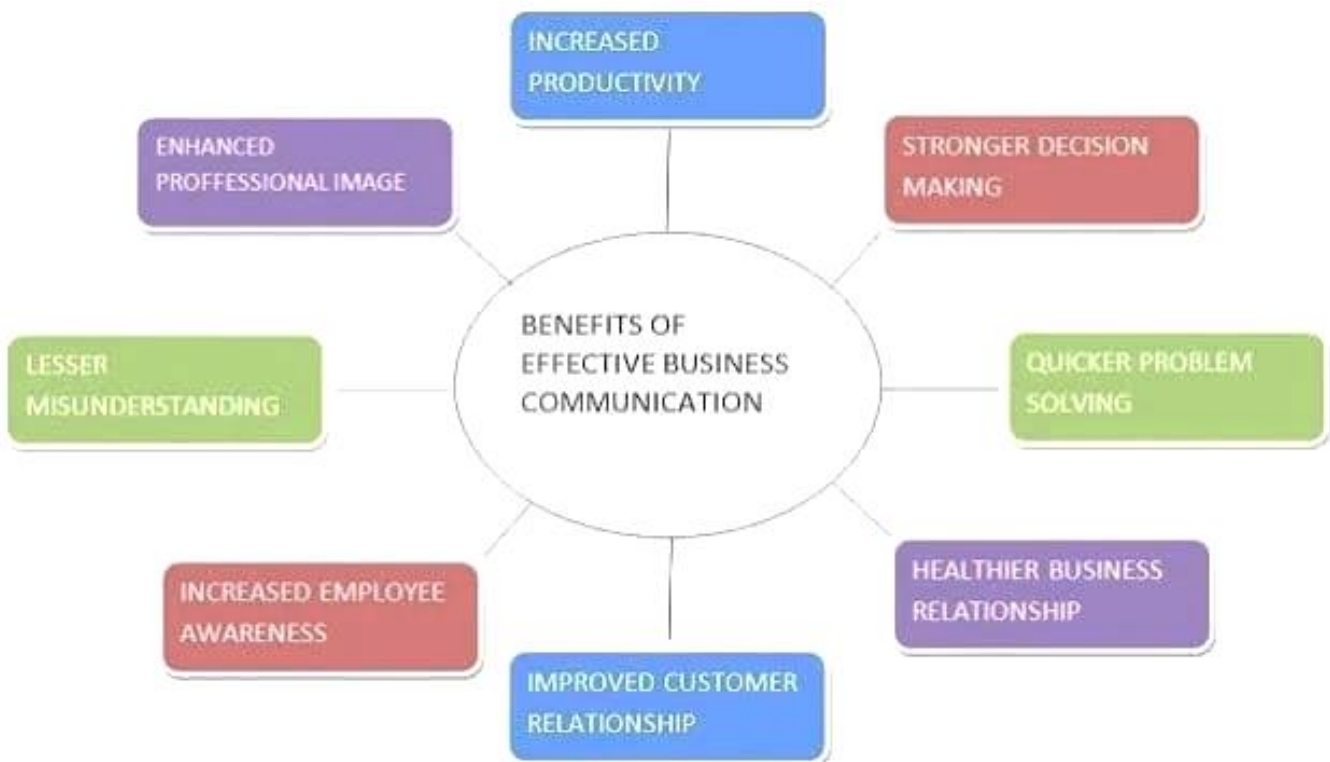 INCREASED
PRODUCTIVITY
ENHANCED
PROFFESSIONAL IMAGE
STRONGER DECISION
MAKING
BENEFITS OF
EFFECTIVE BUSINESS
COMMUNICATION
LESSER
MISUNDERSTANDING
QUICKER PROBLEM
SOLVING
INCREASED EMPLOYEE
AWARENESS
HEALTHIER BUSINESS
RELATIONSHIP
IMPROVED CUSTOMER
RELATIONSHIP